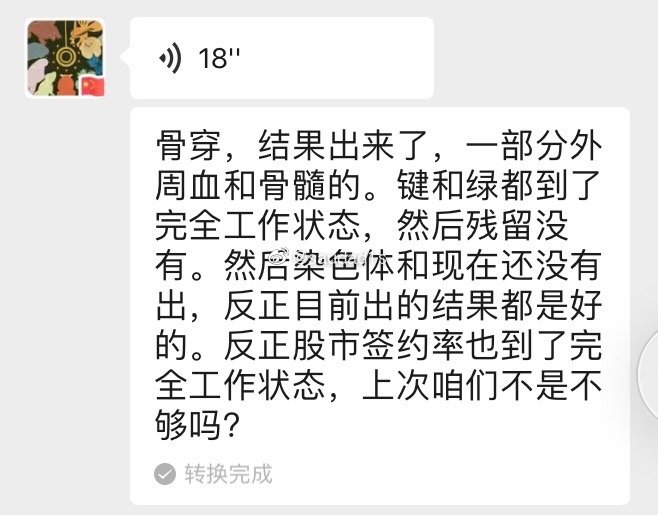 18''
骨穿，结果出来了，一部分外
周血和骨髓的。键和绿都到了
完全工作状态，然后残留没
有。然后染色体和现在还没有
出，反正目前出的结果都是好
的。反正股市签约率也到了完
全工作状态，上次咱们不是不
够吗？
转换完成